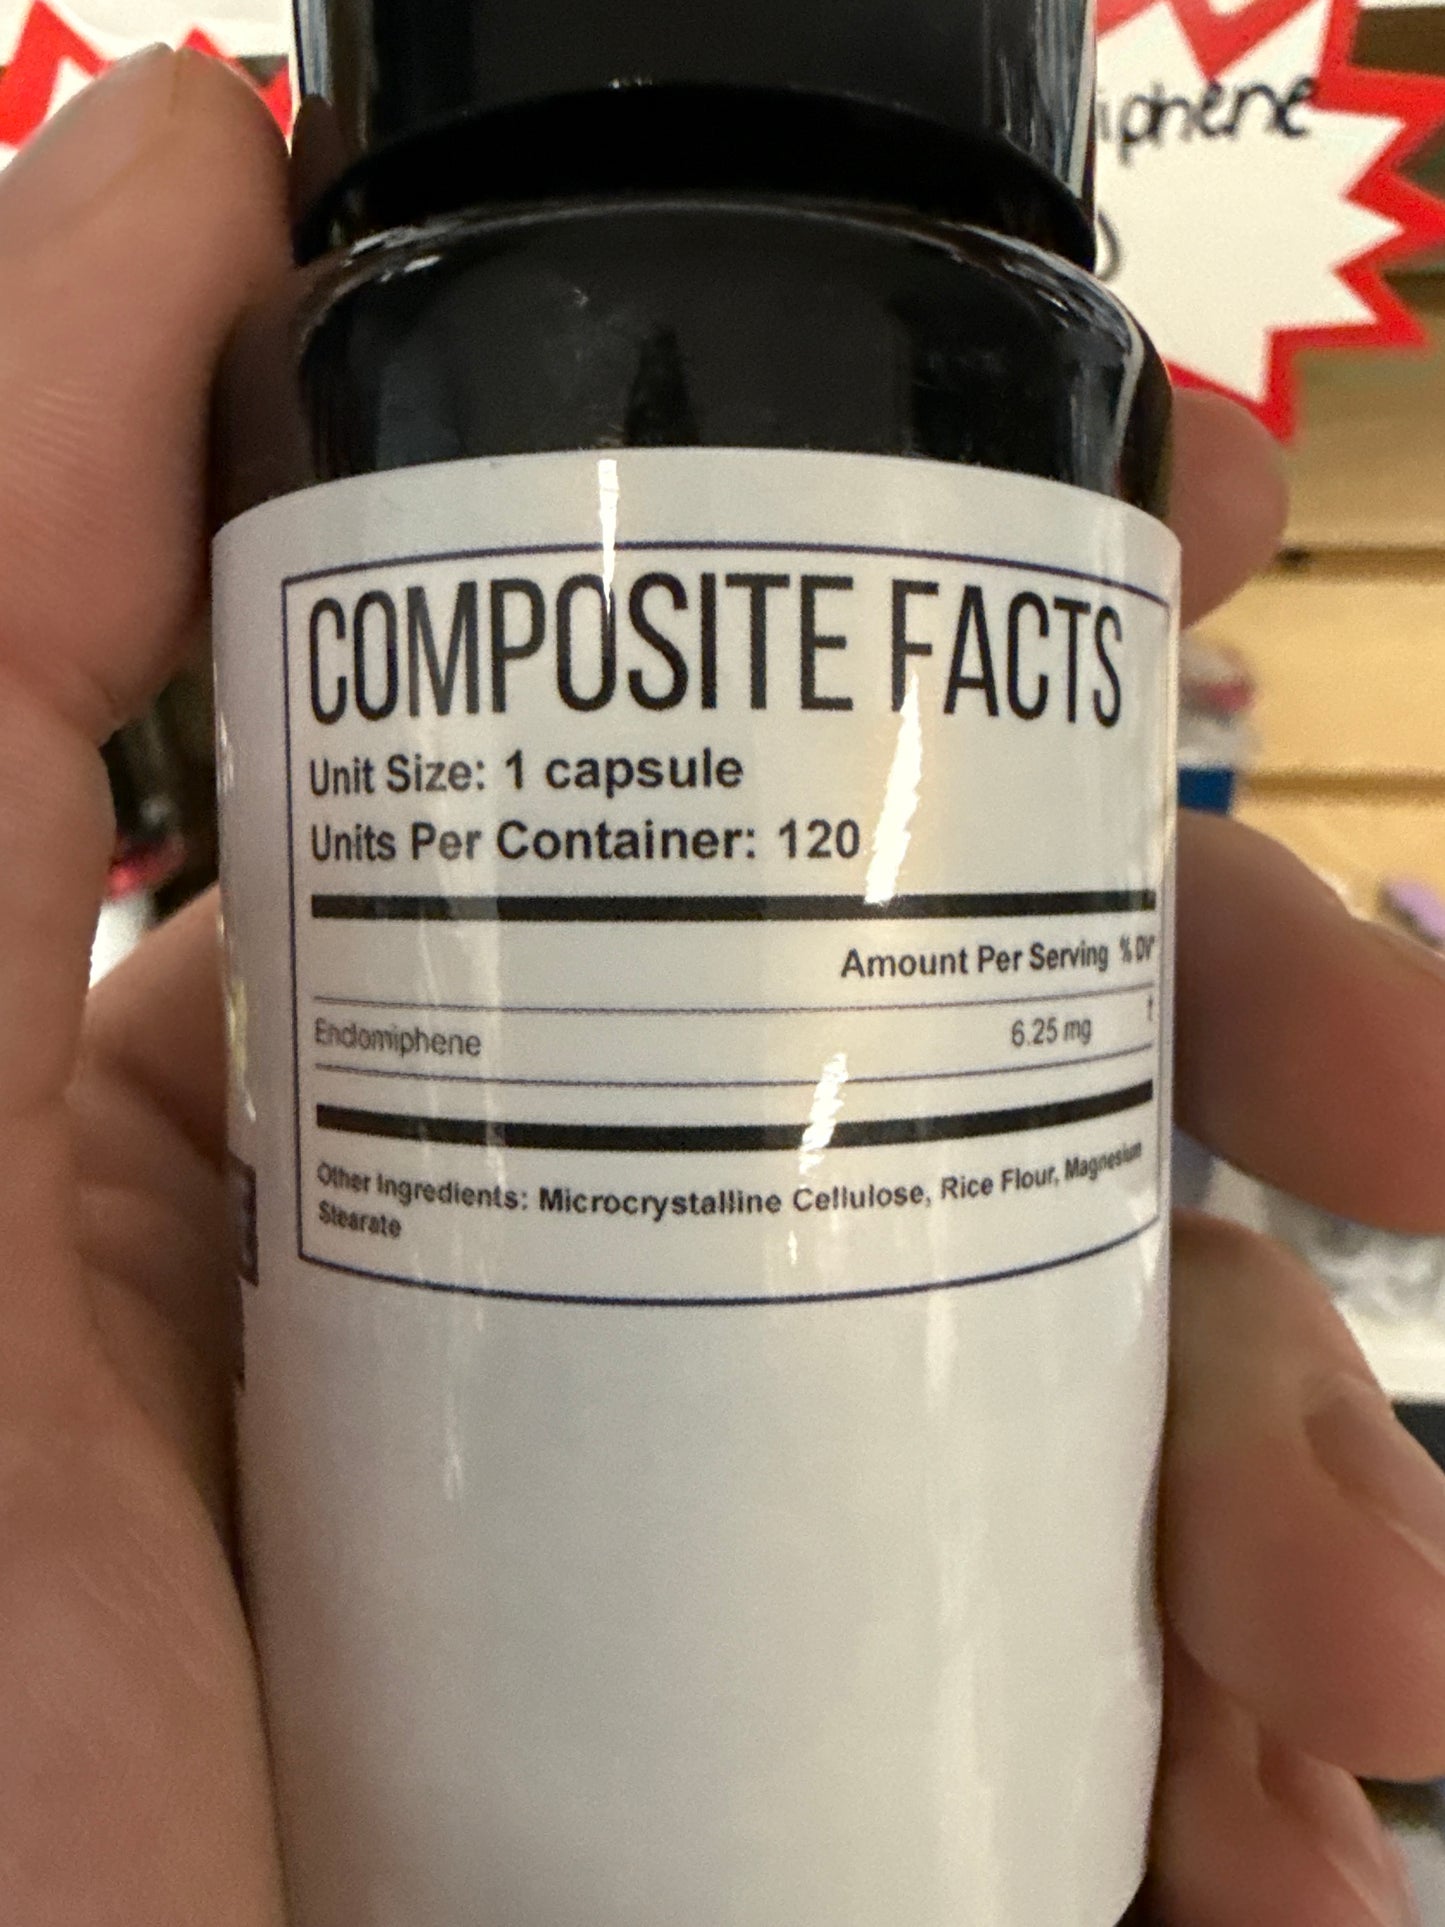 iphene
COMPOSITE FACTS
Unit Size: 1 capsule
Units Per Container: 120
Amount Per Serving % DV*
Endomiphene 6.25 mg †
Other Ingredients: Microcrystalline Cellulose, Rice Flour, Magnesium
Stearate